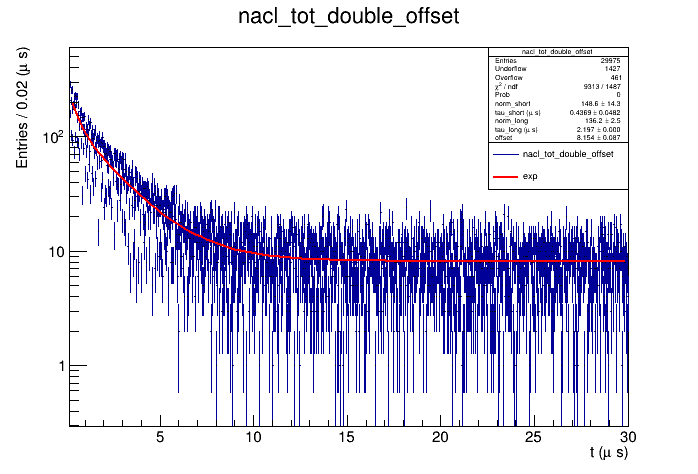 nacl_tot_double_offset
Entries / 0.02 (μ s)
nacl_tot_double_offset
Entries 29975
Underflow 1427
Overflow 461
χ² / ndf 9313 / 1487
Prob 0
norm_short 148.6 ± 14.3
tau_short (μ s) 0.4369 ± 0.0482
norm_long 136.2 ± 2.5
tau_long (μ s) 2.197 ± 0.000
offset 8.154 ± 0.087
nacl_tot_double_offset
exp
10²
10
1
5 10 15 20 25 30
t (μ s)